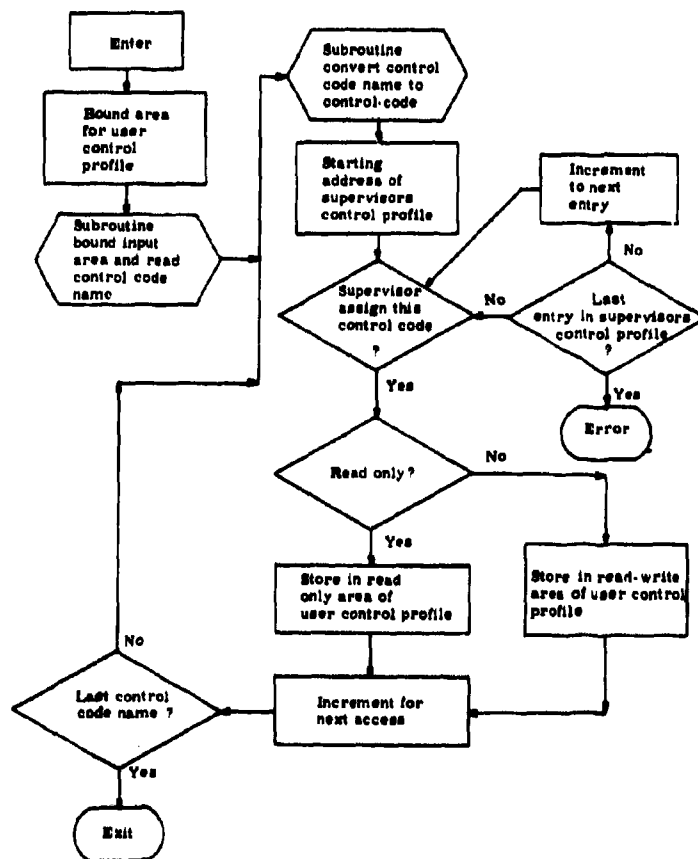 Enter
Bound area
for user
control
profile
Subroutine
bound input
area and read
control code
name
Subroutine
convert control
code name to
control-code
Starting
address of
supervisors
control profile
Increment
to next
entry
No
Supervisor
assign this
control code
?
No
Last
entry in supervisors
control profile
?
Yes
Yes
Error
Read only?
No
Yes
Store in read
only area of
user control profile
Store in read-write
area of user control
profile
No
Last control
code name ?
Increment for
next access
Yes
Exit